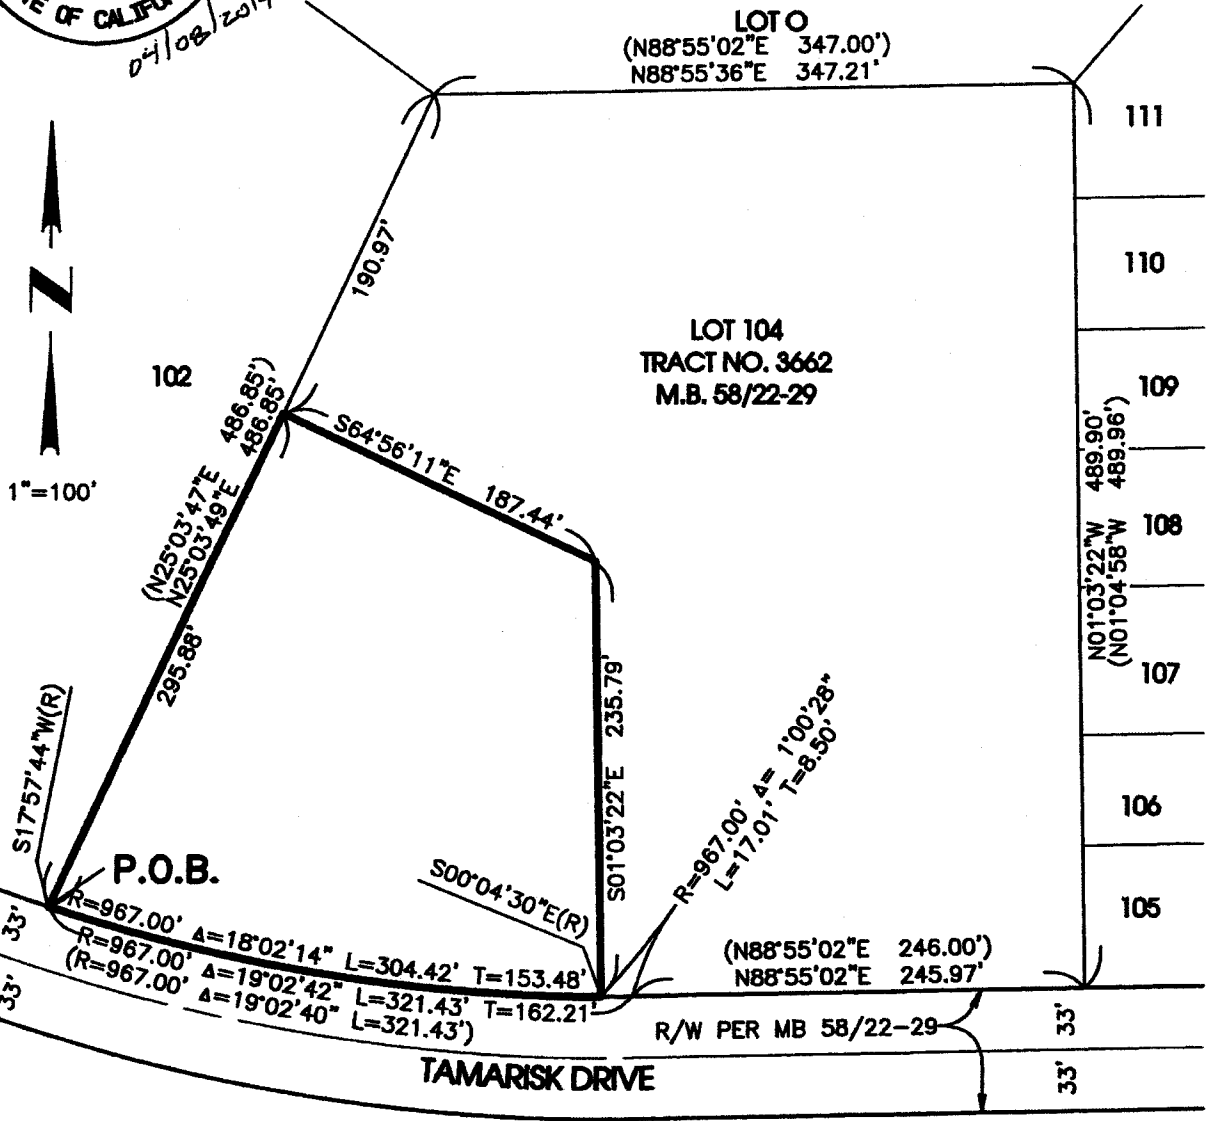 OF CALIF
04/08/201
LOT O
(N88°55'02"E 347.00')
N88°55'36"E 347.21'
111
110
109
108
107
106
105
N
1"=100'
102
190.97'
LOT 104
TRACT NO. 3662
M.B. 58/22-29
(N25°03'47"E 486.85')
N25°03'49"E 486.85'
295.88'
S64°56'11"E 187.44'
S01°03'22"E 235.79'
N01°03'22"W 489.90'
(N01°04'58"W 489.96')
S17°57'44"W(R)
P.O.B.
S00°04'30"E(R)
R=967.00' Δ= 1°00'28"
L=17.01' T=8.50'
R=967.00' Δ=18°02'14" L=304.42' T=153.48'
R=967.00' Δ=19°02'42" L=321.43' T=162.21'
(R=967.00' Δ=19°02'40" L=321.43')
(N88°55'02"E 246.00')
N88°55'02"E 245.97'
33'
33'
R/W PER MB 58/22-29
33'
33'
TAMARISK DRIVE